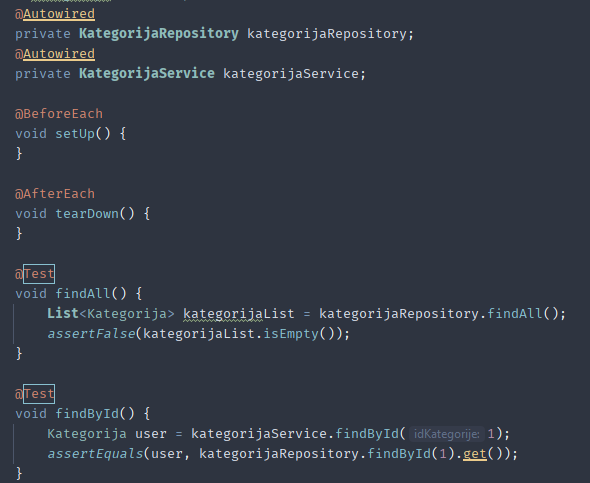 @Autowired
private KategorijaRepository kategorijaRepository;
@Autowired
private KategorijaService kategorijaService;
@BeforeEach
void setUp() {
}
@AfterEach
void tearDown() {
}
@Test
void findAll() {
List<Kategorija> kategorijaList = kategorijaRepository.findAll();
assertFalse(kategorijaList.isEmpty());
}
@Test
void findById() {
Kategorija user = kategorijaService.findById( idKategorije: 1);
assertEquals(user, kategorijaRepository.findById(1).get());
}